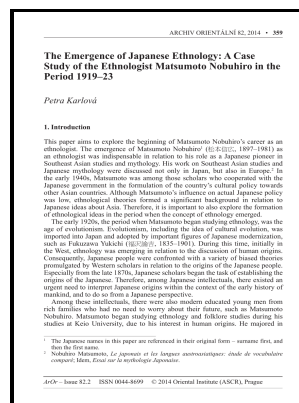 ARCHIV ORIENTÁLNÍ 82, 2014 • 359
The Emergence of Japanese Ethnology: A Case
Study of the Ethnologist Matsumoto Nobuhiro in the
Period 1919–23
Petra Karlová
1. Introduction
This paper aims to explore the beginning of Matsumoto's career as an
ethnologist. The emergence of Matsumoto Nobuhiro¹ (松本信広, 1897–1981) as
an ethnologist was indispensable in relation to his role as a Japanese pioneer in
Southeast Asian studies and mythology. His work on Southeast Asian studies and
Japanese mythology were discussed not only in Japan, but also in Europe.² In
the early 1940s, Matsumoto was among those scholars who cooperated with the
Japanese government in the formulation of the country's cultural policy towards
other Asian countries. Although Matsumoto's influence on actual Japanese policy
was low, ethnological theories formed a significant background in relation to
Japanese ideas about Asia. Therefore, it is important to also explore the formation
of ethnological ideas in the period when the concept of ethnology emerged.
The early 1920s, the period when Matsumoto began studying ethnology, was the
age of evolutionism. Evolutionism, including the idea of cultural evolution, was
imported into Japan and adopted by important figures of Japanese modernization,
such as Fukuzawa Yukichi (福沢諭吉, 1835–1901). During this time, initially in
the West, ethnology was emerging in relation to the discussion of human origins.
Consequently, Japanese people were confronted with a variety of biased theories
promulgated by Western scholars in relation to the origins of the Japanese people.
Especially from the late 1870s, Japanese scholars began the task of establishing the
origins of the Japanese. Therefore, among Japanese intellectuals, there existed an
urgent need to interpret Japanese origins within the context of the early history of
mankind, and to do so from a Japanese perspective.
Among these intellectuals, there were also modern educated young men from
rich families who had no need to worry about their future, such as Matsumoto
Nobuhiro. Matsumoto began studying ethnology and folklore studies during his
studies at Keio University, due to his interest in human origins. He majored in
¹ The Japanese names in this paper are referenced in their original form – surname first, and
then the first name.
² Nobuhiro Matsumoto, Le japonais et les langues austroasiatiques: étude de vocabulaire
comparé; Idem, Essai sur la mythologie Japonaise.
ArOr – Issue 82.2 ISSN 0044-8699 © 2014 Oriental Institute (ASCR), Prague